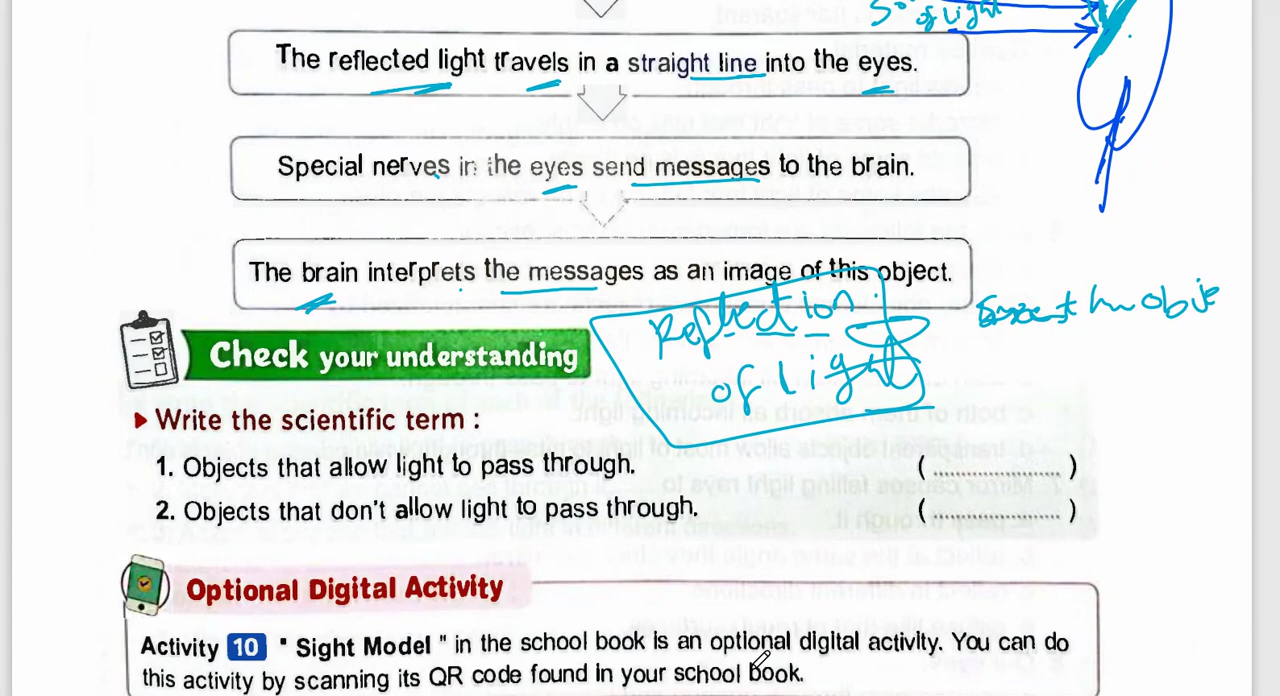 of Light
The reflected light travels in a straight line into the eyes.
Special nerves in the eyes send messages to the brain.
The brain interprets the messages as an image of this object.
Reflection
of Light
Check your understanding
Write the scientific term :
1. Objects that allow light to pass through. (....................)
2. Objects that don't allow light to pass through. (....................)
Optional Digital Activity
Activity 10 " Sight Model " in the school book is an optional digital activity. You can do
this activity by scanning its QR code found in your school book.